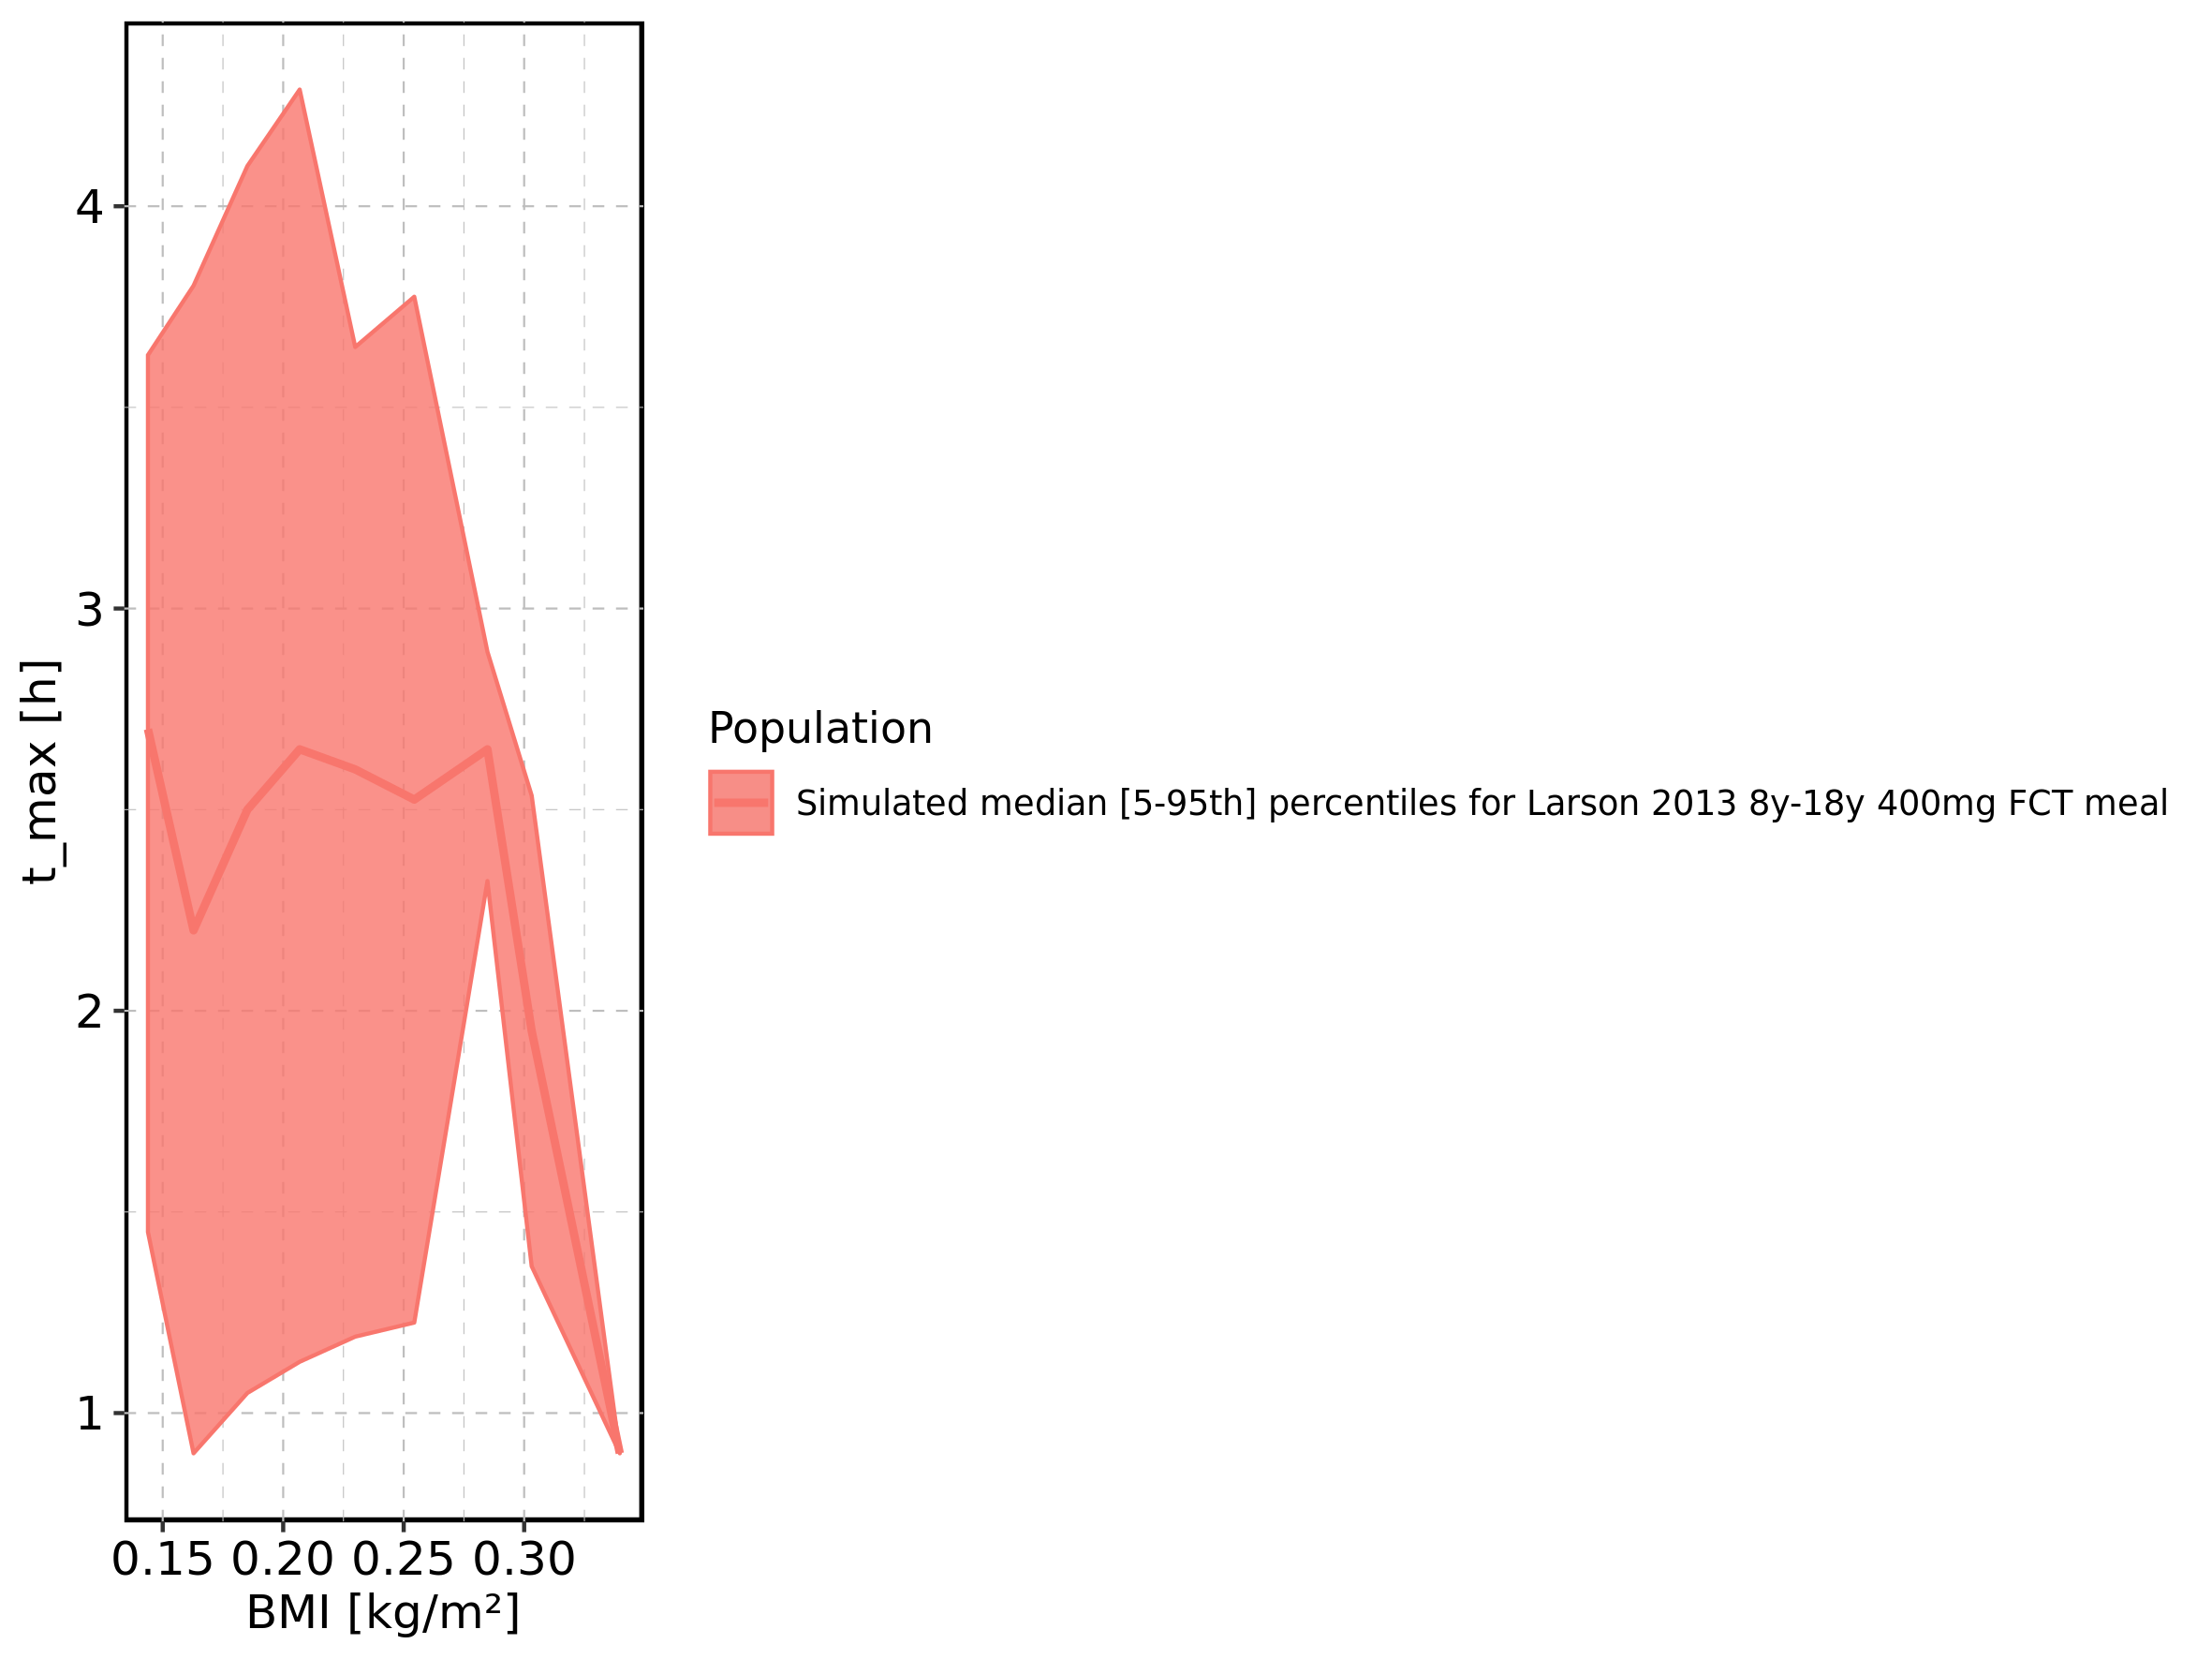 4
3
2
1
t_max [h]
0.15 0.20 0.25 0.30
BMI [kg/m²]
Population
Simulated median [5-95th] percentiles for Larson 2013 8y-18y 400mg FCT meal